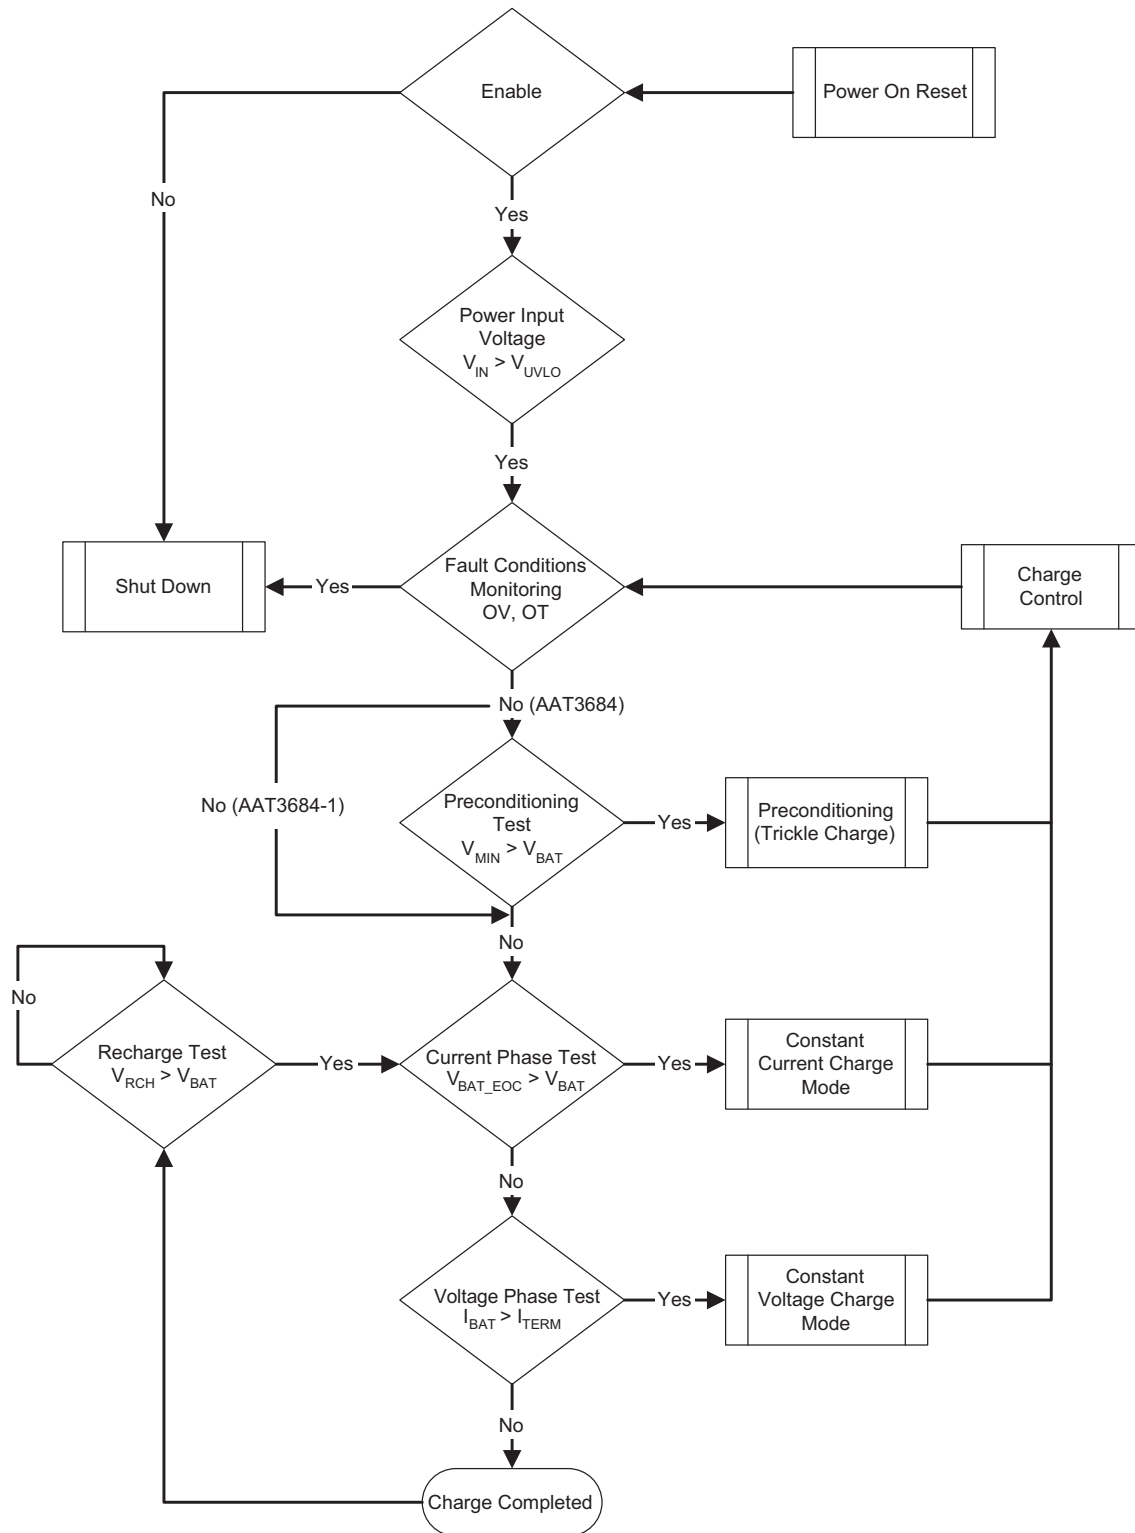 Enable
Power On Reset
No
Yes
Power Input
Voltage
V_IN > V_UVLO
Yes
Shut Down
Yes
Fault Conditions
Monitoring
OV, OT
Charge
Control
No (AAT3684)
No (AAT3684-1)
Preconditioning
Test
V_MIN > V_BAT
Yes
Preconditioning
(Trickle Charge)
No
No
Recharge Test
V_RCH > V_BAT
Yes
Current Phase Test
V_BAT_EOC > V_BAT
Yes
Constant
Current Charge
Mode
No
Voltage Phase Test
I_BAT > I_TERM
Yes
Constant
Voltage Charge
Mode
No
Charge Completed